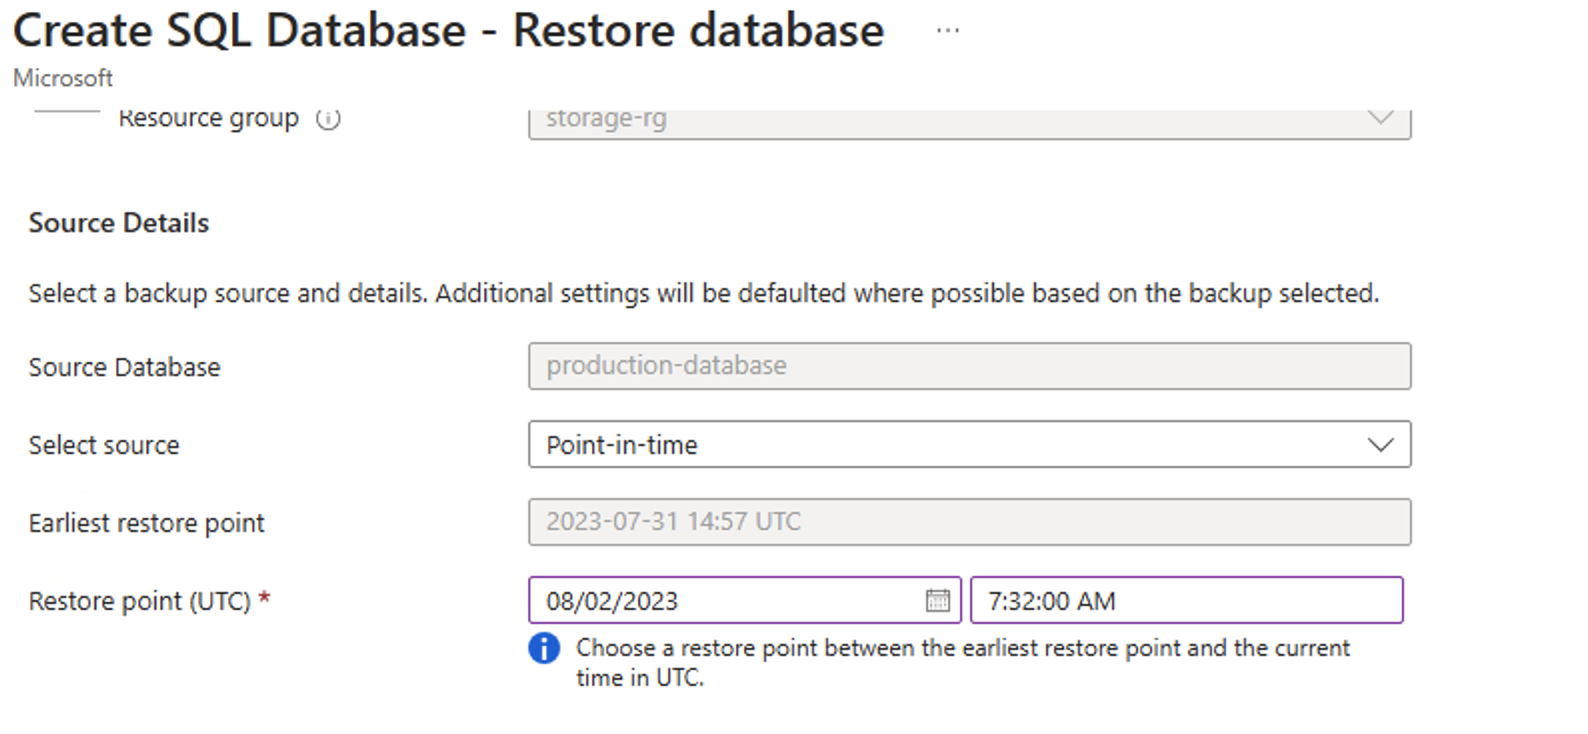 Create SQL Database - Restore database ...
Microsoft
Resource group
storage-rg
Source Details
Select a backup source and details. Additional settings will be defaulted where possible based on the backup selected.
Source Database
production-database
Select source
Point-in-time
Earliest restore point
2023-07-31 14:57 UTC
Restore point (UTC) *
08/02/2023
7:32:00 AM
Choose a restore point between the earliest restore point and the current
time in UTC.